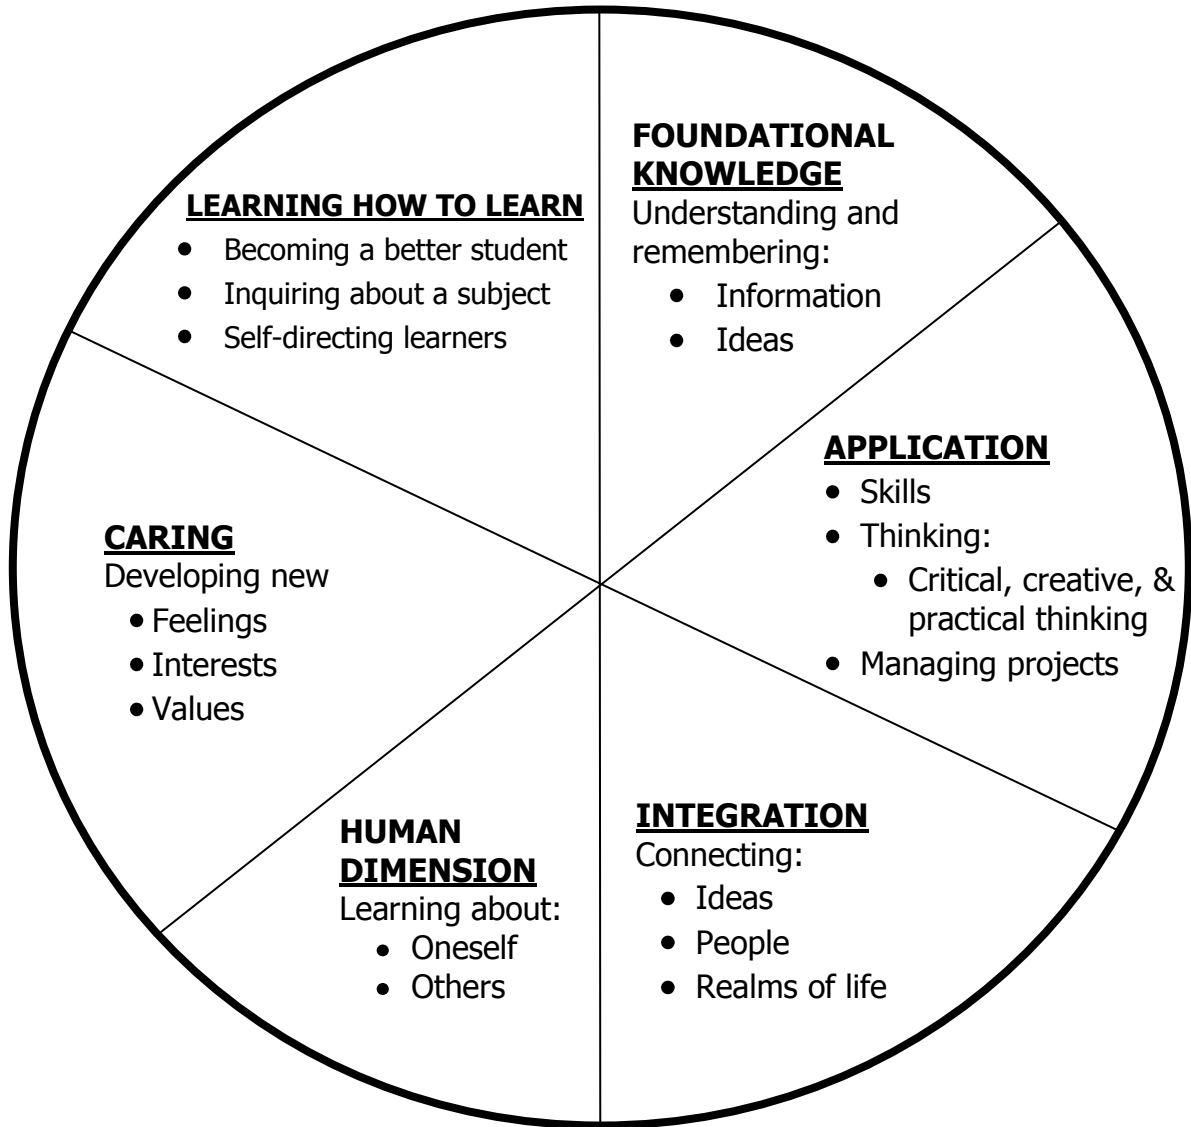 FOUNDATIONAL
KNOWLEDGE
Understanding and
remembering:
• Information
• Ideas
APPLICATION
• Skills
• Thinking:
• Critical, creative, &
practical thinking
• Managing projects
INTEGRATION
Connecting:
• Ideas
• People
• Realms of life
HUMAN
DIMENSION
Learning about:
• Oneself
• Others
CARING
Developing new
• Feelings
• Interests
• Values
LEARNING HOW TO LEARN
• Becoming a better student
• Inquiring about a subject
• Self-directing learners